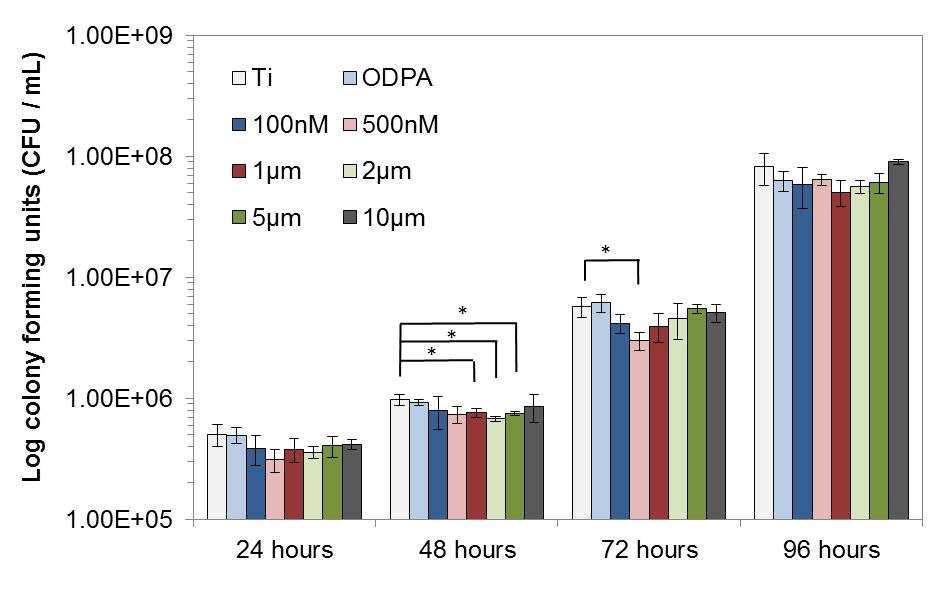 Log colony forming units (CFU / mL)
1.00E+09
1.00E+08
1.00E+07
1.00E+06
1.00E+05
Ti
ODPA
100nM
500nM
1µm
2µm
5µm
10µm
*
*
*
*
24 hours
48 hours
72 hours
96 hours